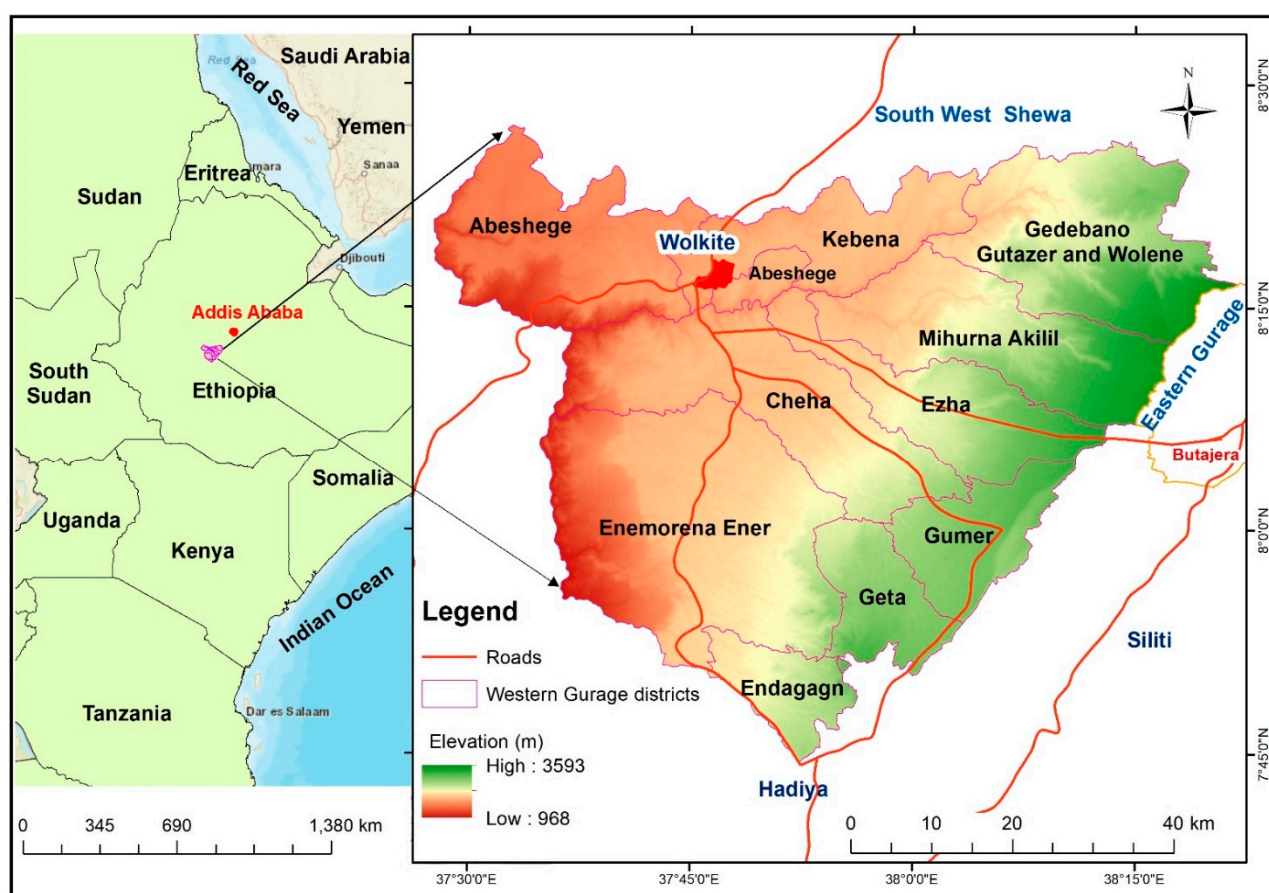 Saudi Arabia
Red Sea
Red Sea
Yemen
Sanaa
Eritrea
mara
Sudan
Djibouti
Addis Ababa
South
Sudan
Ethiopia
Somalia
Uganda
Kenya
Indian Ocean
Tanzania
Dar es Salaam
0 345 690 1,380 km
N
South West Shewa
Abeshege
Wolkite
Kebena
Abeshege
Gedebano
Gutazer and Wolene
Mihurna Akilil
Eastern Gurage
Cheha
Ezha
Butajera
Enemorena Ener
Gumer
Geta
Siliti
Endagagn
Hadiya
Legend
Roads
Western Gurage districts
Elevation (m)
High : 3593
Low : 968
0 10 20 40 km
8°30'0"N
8°15'0"N
8°0'0"N
7°45'0"N
37°30'0"E 37°45'0"E 38°0'0"E 38°15'0"E